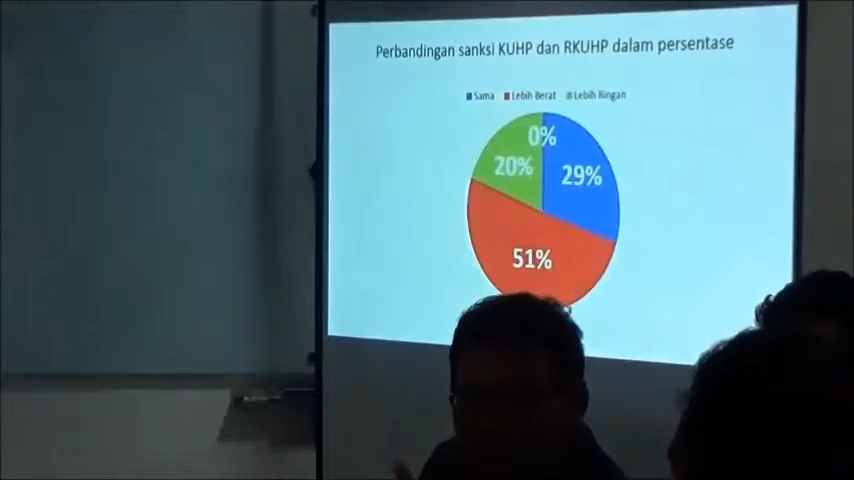 Perbandingan sanksi KUHP dan RKUHP dalam persentase
Sama Lebih Berat Lebih Ringan
0%
20%
29%
51%